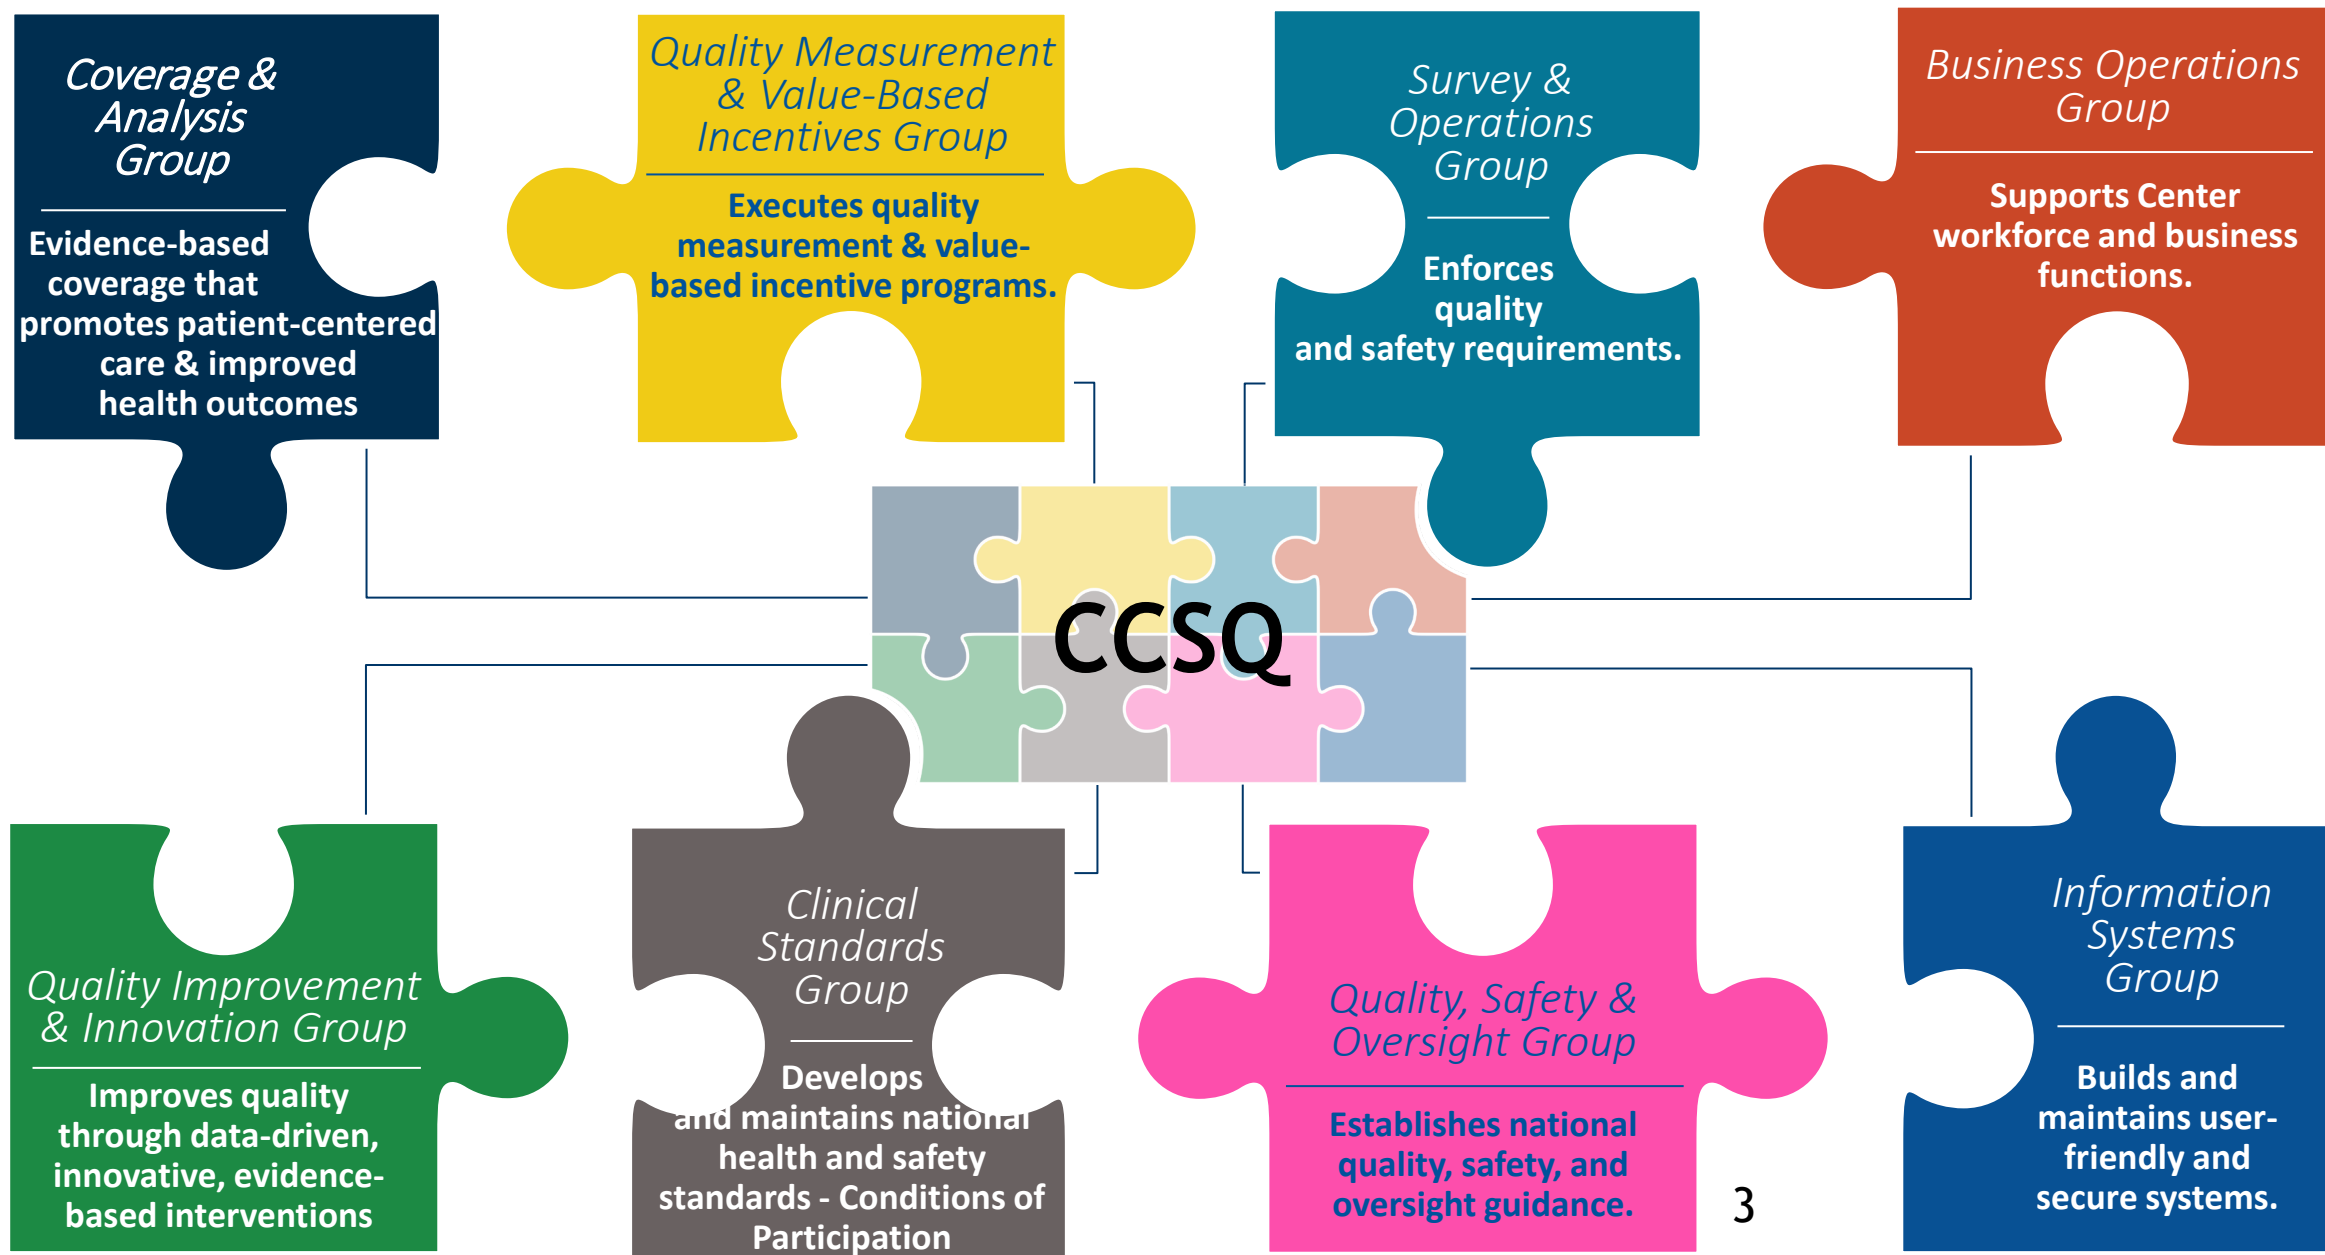 Coverage &
Analysis
Group
Evidence-based
coverage that
promotes patient-centered
care & improved
health outcomes
Quality Measurement
& Value-Based
Incentives Group
Executes quality
measurement & value-
based incentive programs.
Survey &
Operations
Group
Enforces
quality
and safety requirements.
Business Operations
Group
Supports Center
workforce and business
functions.
CCSQ
Quality Improvement
& Innovation Group
Improves quality
through data-driven,
innovative, evidence-
based interventions
Clinical
Standards
Group
Develops
and maintains national
health and safety
standards - Conditions of
Participation
Quality, Safety &
Oversight Group
Establishes national
quality, safety, and
oversight guidance.
3
Information
Systems
Group
Builds and
maintains user-
friendly and
secure systems.